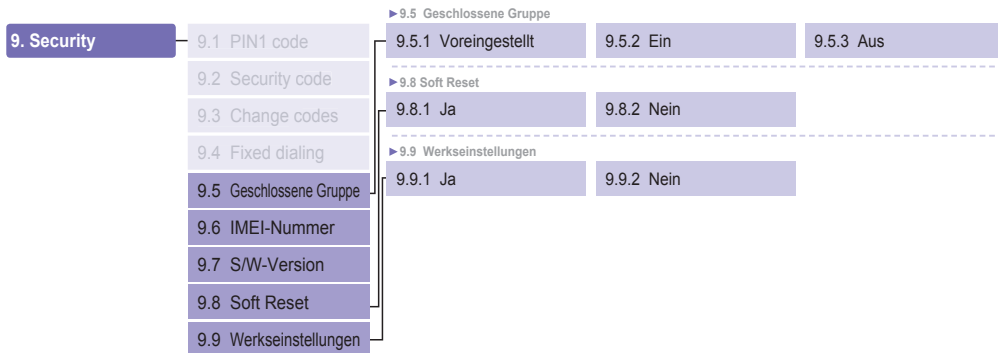 9. Security
9.1 PIN1 code
9.2 Security code
9.3 Change codes
9.4 Fixed dialing
9.5 Geschlossene Gruppe
9.6 IMEI-Nummer
9.7 S/W-Version
9.8 Soft Reset
9.9 Werkseinstellungen
►9.5 Geschlossene Gruppe
9.5.1 Voreingestellt 9.5.2 Ein 9.5.3 Aus
►9.8 Soft Reset
9.8.1 Ja 9.8.2 Nein
►9.9 Werkseinstellungen
9.9.1 Ja 9.9.2 Nein